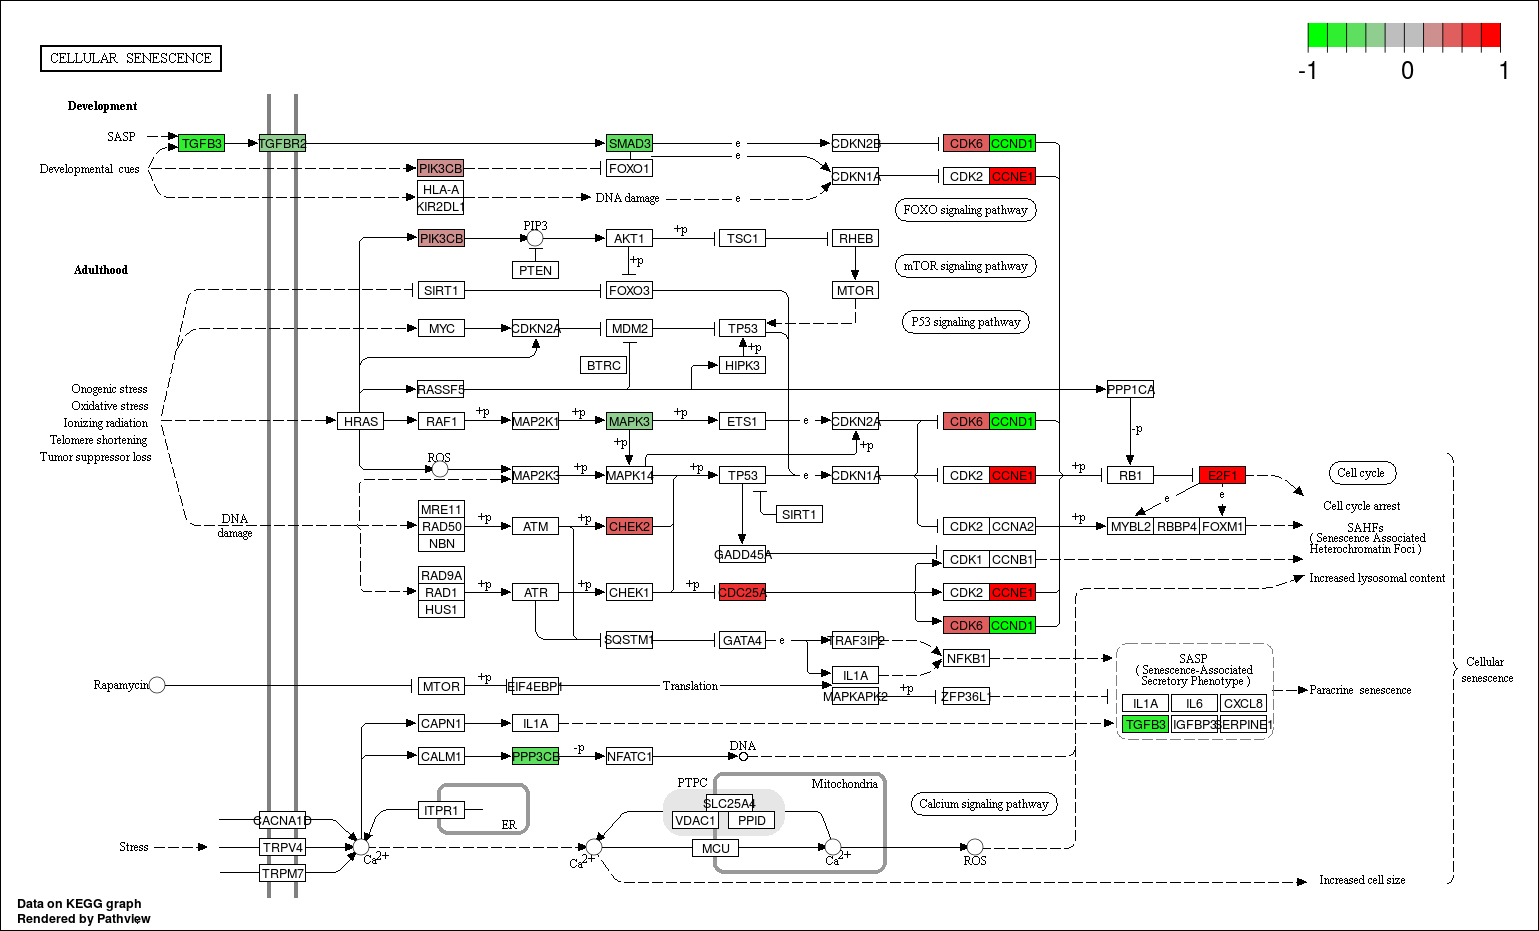 -1 0 1
CELLULAR SENESCENCE
Development
SASP
TGFB3 TGFBR2 SMAD3 e CDKN2B CDK6 CCND1
e
Developmental cues PIK3CB FOXO1
CDKN1A CDK2 CCNE1
HLA-A
KIR2DL1
DNA damage e
FOXO signaling pathway
PIP3
PIK3CB AKT1 +p TSC1 RHEB
+p
PTEN
mTOR signaling pathway
Adulthood
SIRT1 FOXO3 MTOR
P53 signaling pathway
MYC CDKN2A MDM2 TP53
+p
BTRC HIPK3
Onogenic stress
RASSF5 PPP1CA
Oxidative stress
Ionizing radiation
HRAS RAF1 +p MAP2K1 +p MAPK3 +p ETS1 e CDKN2A CDK6 CCND1
-p
Telomere shortening
+p +p
Tumor suppressor loss
ROS
MAP2K3 +p MAPK14 +p TP53 e CDKN1A CDK2 CCNE1 +p RB1 E2F1
Cell cycle
e e
Cell cycle arrest
MRE11
RAD50
NBN
SIRT1
DNA
damage
+p ATM +p CHEK2
CDK2 CCNA2 +p MYBL2 RBBP4 FOXM1
SAHFs
( Senescence Associated
Heterochromatin Foci )
GADD45A
CDK1 CCNB1
Increased lysosomal content
RAD9A
RAD1
HUS1
+p ATR +p CHEK1 +p CDC25A CDK2 CCNE1
CDK6 CCND1
SQSTM1 GATA4 e TRAF3IP2
NFKB1
IL1A
SASP
( Senescence-Associated
Secretory Phenotype )
IL1A IL6 CXCL8
TGFB3 IGFBP3 SERPINE1
Cellular
senescence
Paracrine senescence
Rapamycin MTOR +p EIF4EBP1 Translation
MAPKAPK2 +p ZFP36L1
CAPN1 IL1A
CALM1 PPP3CB -p NFATC1 DNA
PTPC Mitochondria
SLC25A4
VDAC1 PPID
Calcium signaling pathway
ITPR1
ER
CACNA1D
Stress TRPV4 Ca2+ Ca2+ MCU Ca2+ ROS
TRPM7
Increased cell size
Data on KEGG graph
Rendered by Pathview